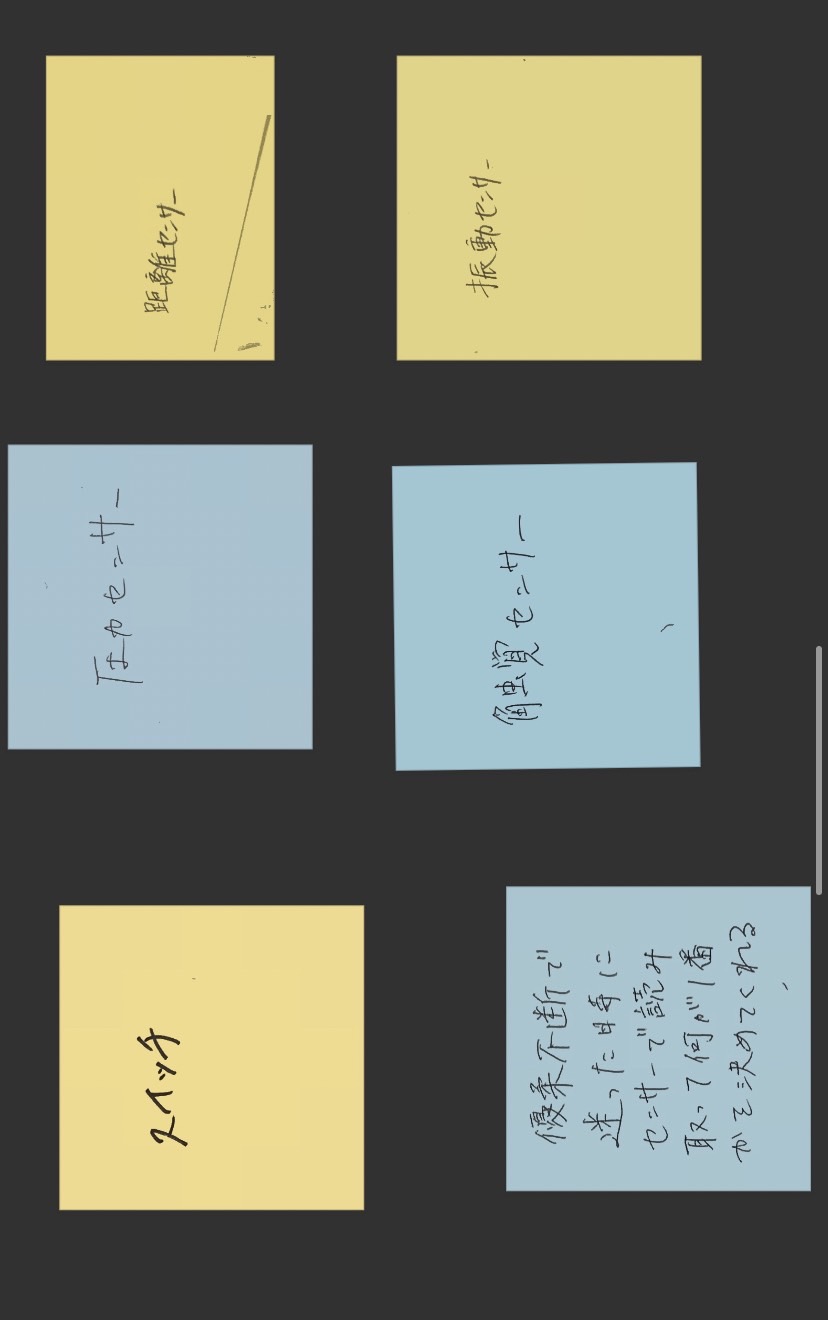 スイッチ
圧力センサー
距離センサー
優柔不断で
迷った時に
センサーで読み
取って何が1番
かを決めてくれる
触覚センサー
振動センサー